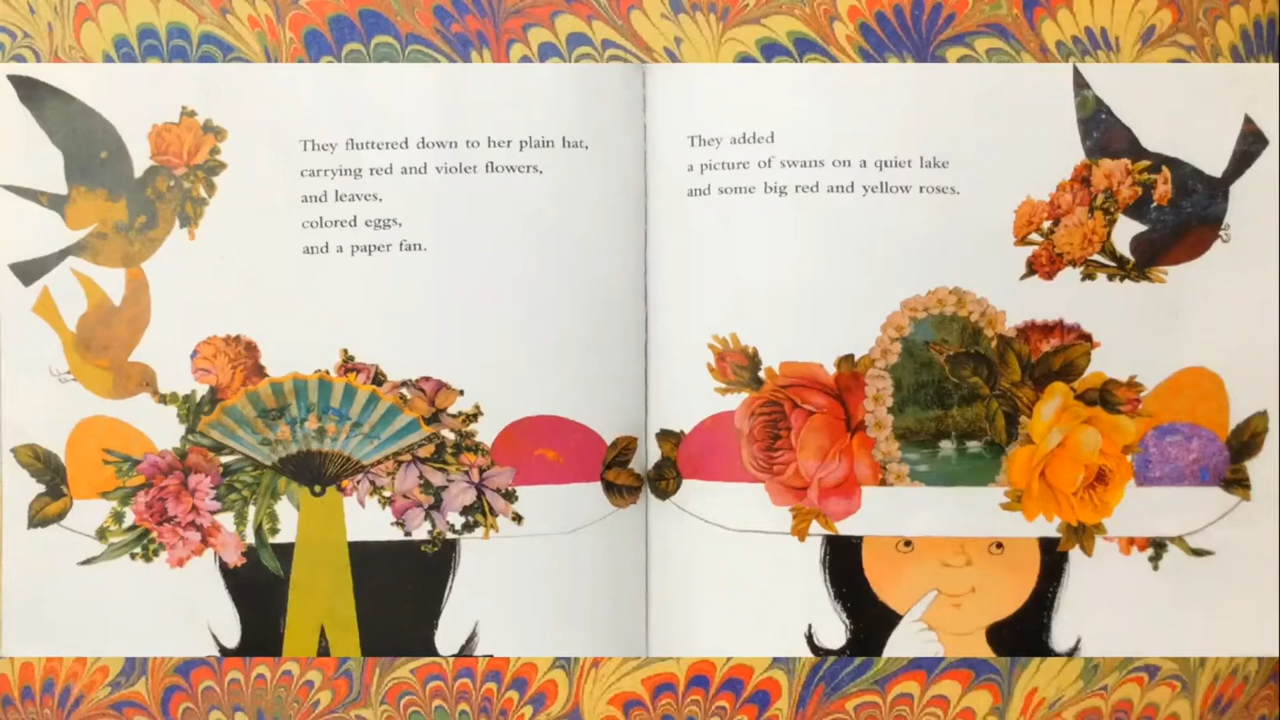 They fluttered down to her plain hat,
carrying red and violet flowers,
and leaves,
colored eggs,
and a paper fan.
They added
a picture of swans on a quiet lake
and some big red and yellow roses.